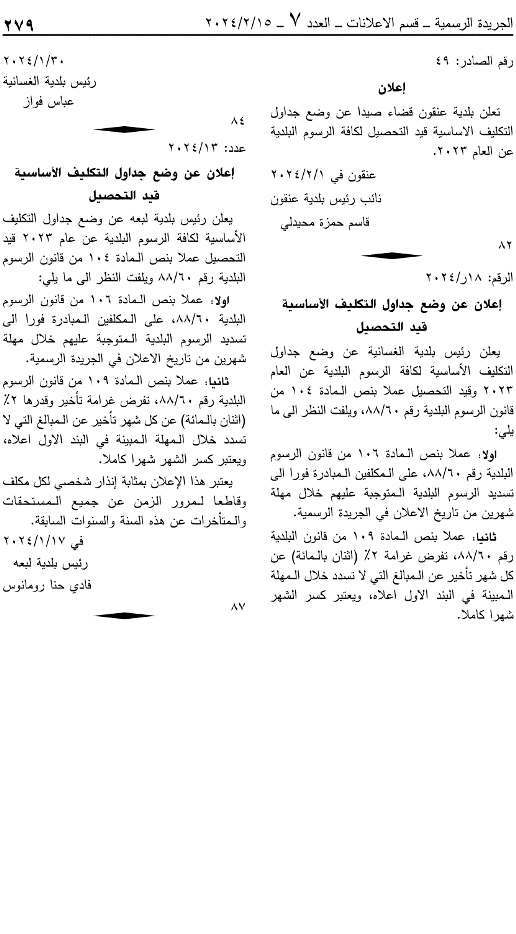 الجريدة الرسمية – قسم الاعلانات – العدد ٧ – ٢٠٢٤/٢/١٥
٢٧٩
رقم الصادر: ٤٩
إعلان
تعلن بلدية عنقون قضاء صيدا عن وضع جداول
التكليف الاساسية قيد التحصيل لكافة الرسوم البلدية
عن العام ٢٠٢٣.
عنقون في ٢٠٢٤/٢/١
نائب رئيس بلدية عنقون
قاسم حمزة محيدلي
٨٢
الرقم: ١٨ر/٢٠٢٤
إعلان عن وضع جداول التكليف الأساسية
قيد التحصيل
يعلن رئيس بلدية الغسانية عن وضع جداول
التكليف الأساسية لكافة الرسوم البلدية عن العام
٢٠٢٣ وقيد التحصيل عملا بنص المادة ١٠٤ من
قانون الرسوم البلدية رقم ٨٨/٦٠، ويلفت النظر الى ما
يلي:
اولا: عملا بنص المادة ١٠٦ من قانون الرسوم
البلدية رقم ٨٨/٦٠، على المكلفين المبادرة فورا الى
تسديد الرسوم البلدية المتوجبة عليهم خلال مهلة
شهرين من تاريخ الاعلان في الجريدة الرسمية.
ثانيا: عملا بنص المادة ١٠٩ من قانون البلدية
رقم ٨٨/٦٠، تفرض غرامة ٢٪ (اثنان بالمائة) عن
كل شهر تأخير عن المبالغ التي لا تسدد خلال المهلة
المبينة في البند الاول اعلاه، ويعتبر كسر الشهر
شهرا كاملا.
٢٠٢٤/١/٣٠
رئيس بلدية الغسانية
عباس فواز
٨٤
عدد: ٢٠٢٤/١٣
إعلان عن وضع جداول التكليف الأساسية
قيد التحصيل
يعلن رئيس بلدية لبعه عن وضع جداول التكليف
الأساسية لكافة الرسوم البلدية عن عام ٢٠٢٣ قيد
التحصيل عملا بنص المادة ١٠٤ من قانون الرسوم
البلدية رقم ٨٨/٦٠ ويلفت النظر الى ما يلي:
اولا: عملا بنص المادة ١٠٦ من قانون الرسوم
البلدية رقم ٨٨/٦٠، على المكلفين المبادرة فورا الى
تسديد الرسوم البلدية المتوجبة عليهم خلال مهلة
شهرين من تاريخ الاعلان في الجريدة الرسمية.
ثانيا: عملا بنص المادة ١٠٩ من قانون الرسوم
البلدية رقم ٨٨/٦٠، تفرض غرامة تأخير وقدرها ٢٪
(اثنان بالمائة) عن كل شهر تأخير عن المبالغ التي لا
تسدد خلال المهلة المبينة في البند الاول اعلاه،
ويعتبر كسر الشهر شهرا كاملا.
يعتبر هذا الإعلان بمثابة إنذار شخصي لكل مكلف
وقاطعا لمرور الزمن عن جميع المستحقات
والمتأخرات عن هذه السنة والسنوات السابقة.
في ٢٠٢٤/١/١٧
رئيس بلدية لبعه
فادي حنا رومانوس
٨٧